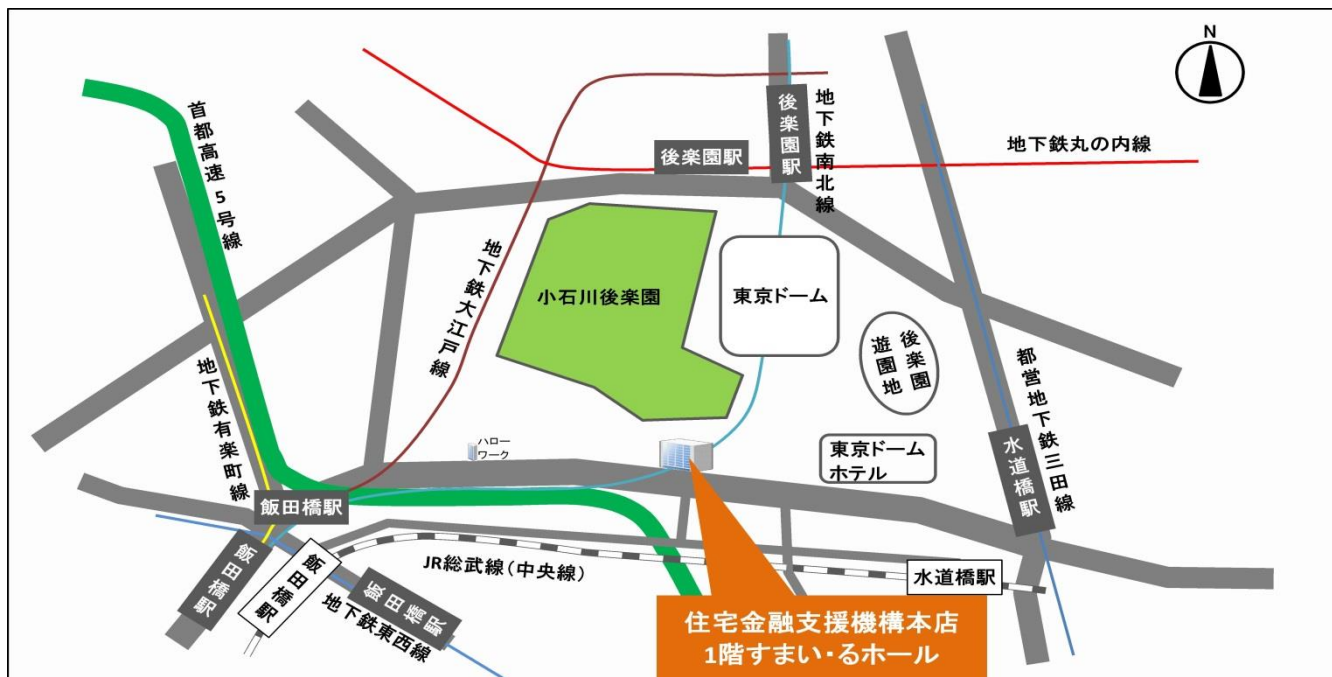 N
首都高速5号線
後楽園駅
地下鉄南北線
後楽園駅
地下鉄丸の内線
地下鉄大江戸線
小石川後楽園
東京ドーム
後楽園
遊園地
都営地下鉄三田線
地下鉄有楽町線
ハロー
ワーク
東京ドーム
ホテル
水道橋駅
飯田橋駅
飯田橋駅
飯田橋駅
飯田橋駅
JR総武線(中央線)
水道橋駅
地下鉄東西線
住宅金融支援機構本店
1階すまい・るホール